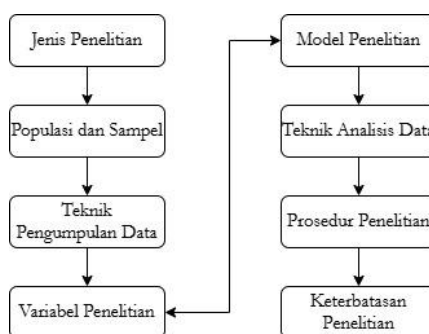 Jenis Penelitian
Populasi dan Sampel
Teknik
Pengumpulan Data
Variabel Penelitian
Model Penelitian
Teknik Analisis Data
Prosedur Penelitian
Keterbatasan
Penelitian